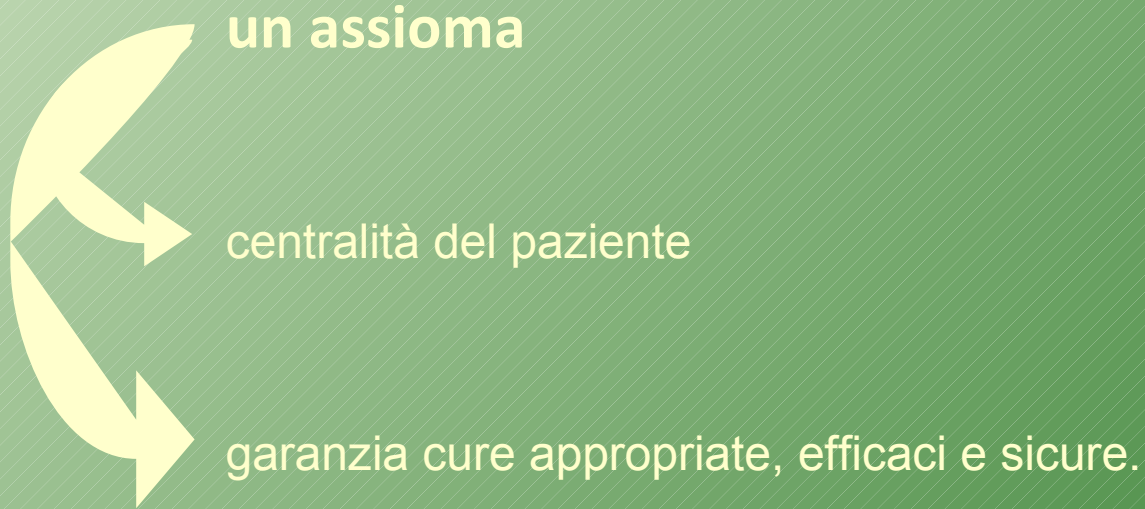 un assioma
centralità del paziente
garanzia cure appropriate, efficaci e sicure.